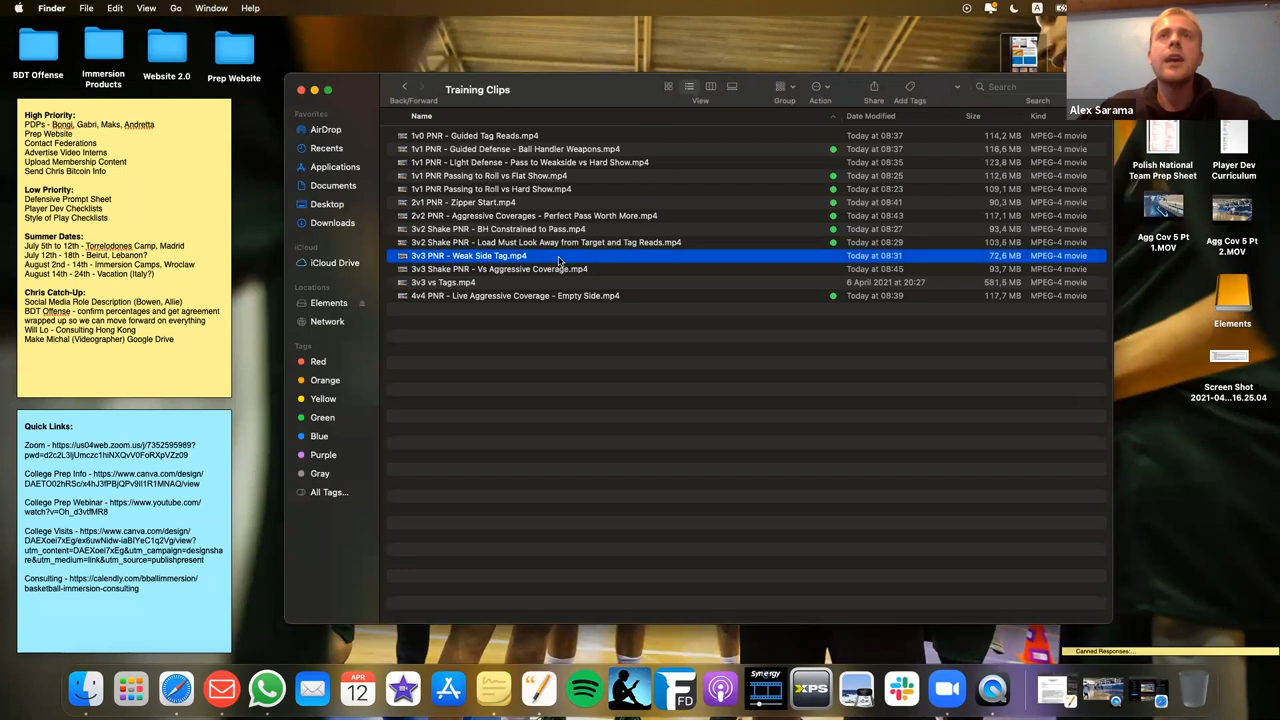 Finder File Edit View Go Window Help
BDT Offense
Immersion
Products
Website 2.0
Prep Website
High Priority:
PDPs - Bongi, Gabri, Maks, Andretta
Prep Website
Contact Federations
Advertise Video Interns
Upload Membership Content
Send Chris Bitcoin Info
Low Priority:
Defensive Prompt Sheet
Player Dev Checklists
Style of Play Checklists
Summer Dates:
July 5th to 12th - Torrelodones Camp, Madrid
July 12th - 18th - Beirut, Lebanon?
August 2nd - 14th - Immersion Camps, Wroclaw
August 14th - 24th - Vacation (Italy?)
Chris Catch-Up:
Social Media Role Description (Bowen, Allie)
BDT Offense - confirm percentages and get agreement
wrapped up so we can move forward on everything
Will Lo - Consulting Hong Kong
Make Michal (Videographer) Google Drive
Quick Links:
Zoom - https://us04web.zoom.us/j/7352595989?
College Prep Info - https://www.canva.com/design/
College Prep Webinar - https://www.youtube.com/
watch?v=Oh_d3vtfMR8
College Visits - https://www.canva.com/design/
utm_content=DAEXoei7xEg&utm_campaign=designsha
re&utm_medium=link&utm_source=publishpresent
Consulting - https://calendly.com/bballimmersion/
basketball-immersion-consulting
Training Clips
Back/Forward View Group Action Share Add Tags Search
Search
Favorites
AirDrop
Recents
Applications
Documents
Desktop
Downloads
iCloud
iCloud Drive
Locations
Elements
Network
Tags
Red
Orange
Yellow
Green
Blue
Purple
Gray
All Tags...
Name Date Modified Size Kind
1v0 PNR - Guided Tag Reads.mp4 Today at 08:37 114,2 MB MPEG-4 movie
1v1 PNR - Guided Defense - Ball Handler Weapons.mp4 Today at 08:37 116,6 MB MPEG-4 movie
1v1 PNR - LIght Defense - Pass to Weakside vs Hard Show.mp4 Today at 08:35 123,8 MB MPEG-4 movie
1v1 PNR Passing to Roll vs Flat Show.mp4 Today at 08:25 112,6 MB MPEG-4 movie
1v1 PNR Passing to Roll vs Hard Show.mp4 Today at 08:23 109,1 MB MPEG-4 movie
2v1 PNR - Zipper Start.mp4 Today at 08:41 90,3 MB MPEG-4 movie
2v2 PNR - Aggressive Coverages - Perfect Pass Worth More.mp4 Today at 08:43 117,1 MB MPEG-4 movie
3v2 Shake PNR - BH Constrained to Pass.mp4 Today at 08:27 113,4 MB MPEG-4 movie
3v2 Shake PNR - Load Must Look Away from Target and Tag Reads.mp4 Today at 08:29 103,5 MB MPEG-4 movie
3v3 PNR - Weak Side Tag.mp4 Today at 08:31 72,6 MB MPEG-4 movie
3v3 Shake PNR - Vs Aggressive Coverage.mp4 Today at 08:45 93,7 MB MPEG-4 movie
3v3 vs Tags.mp4 6 April 2021 at 20:27 581,5 MB MPEG-4 movie
4v4 PNR - Live Aggressive Coverage - Empty Side.mp4 Today at 08:39 117,7 MB MPEG-4 movie
Alex Sarama
Polish National
Team Prep Sheet
Player Dev
Curriculum
Agg Cov 5 Pt
1.MOV
Agg Cov 5 Pt
2.MOV
Elements
Screen Shot
2021-04...16.25.04
Canned Responses:...
APR
12
FD
Synergy
XPS